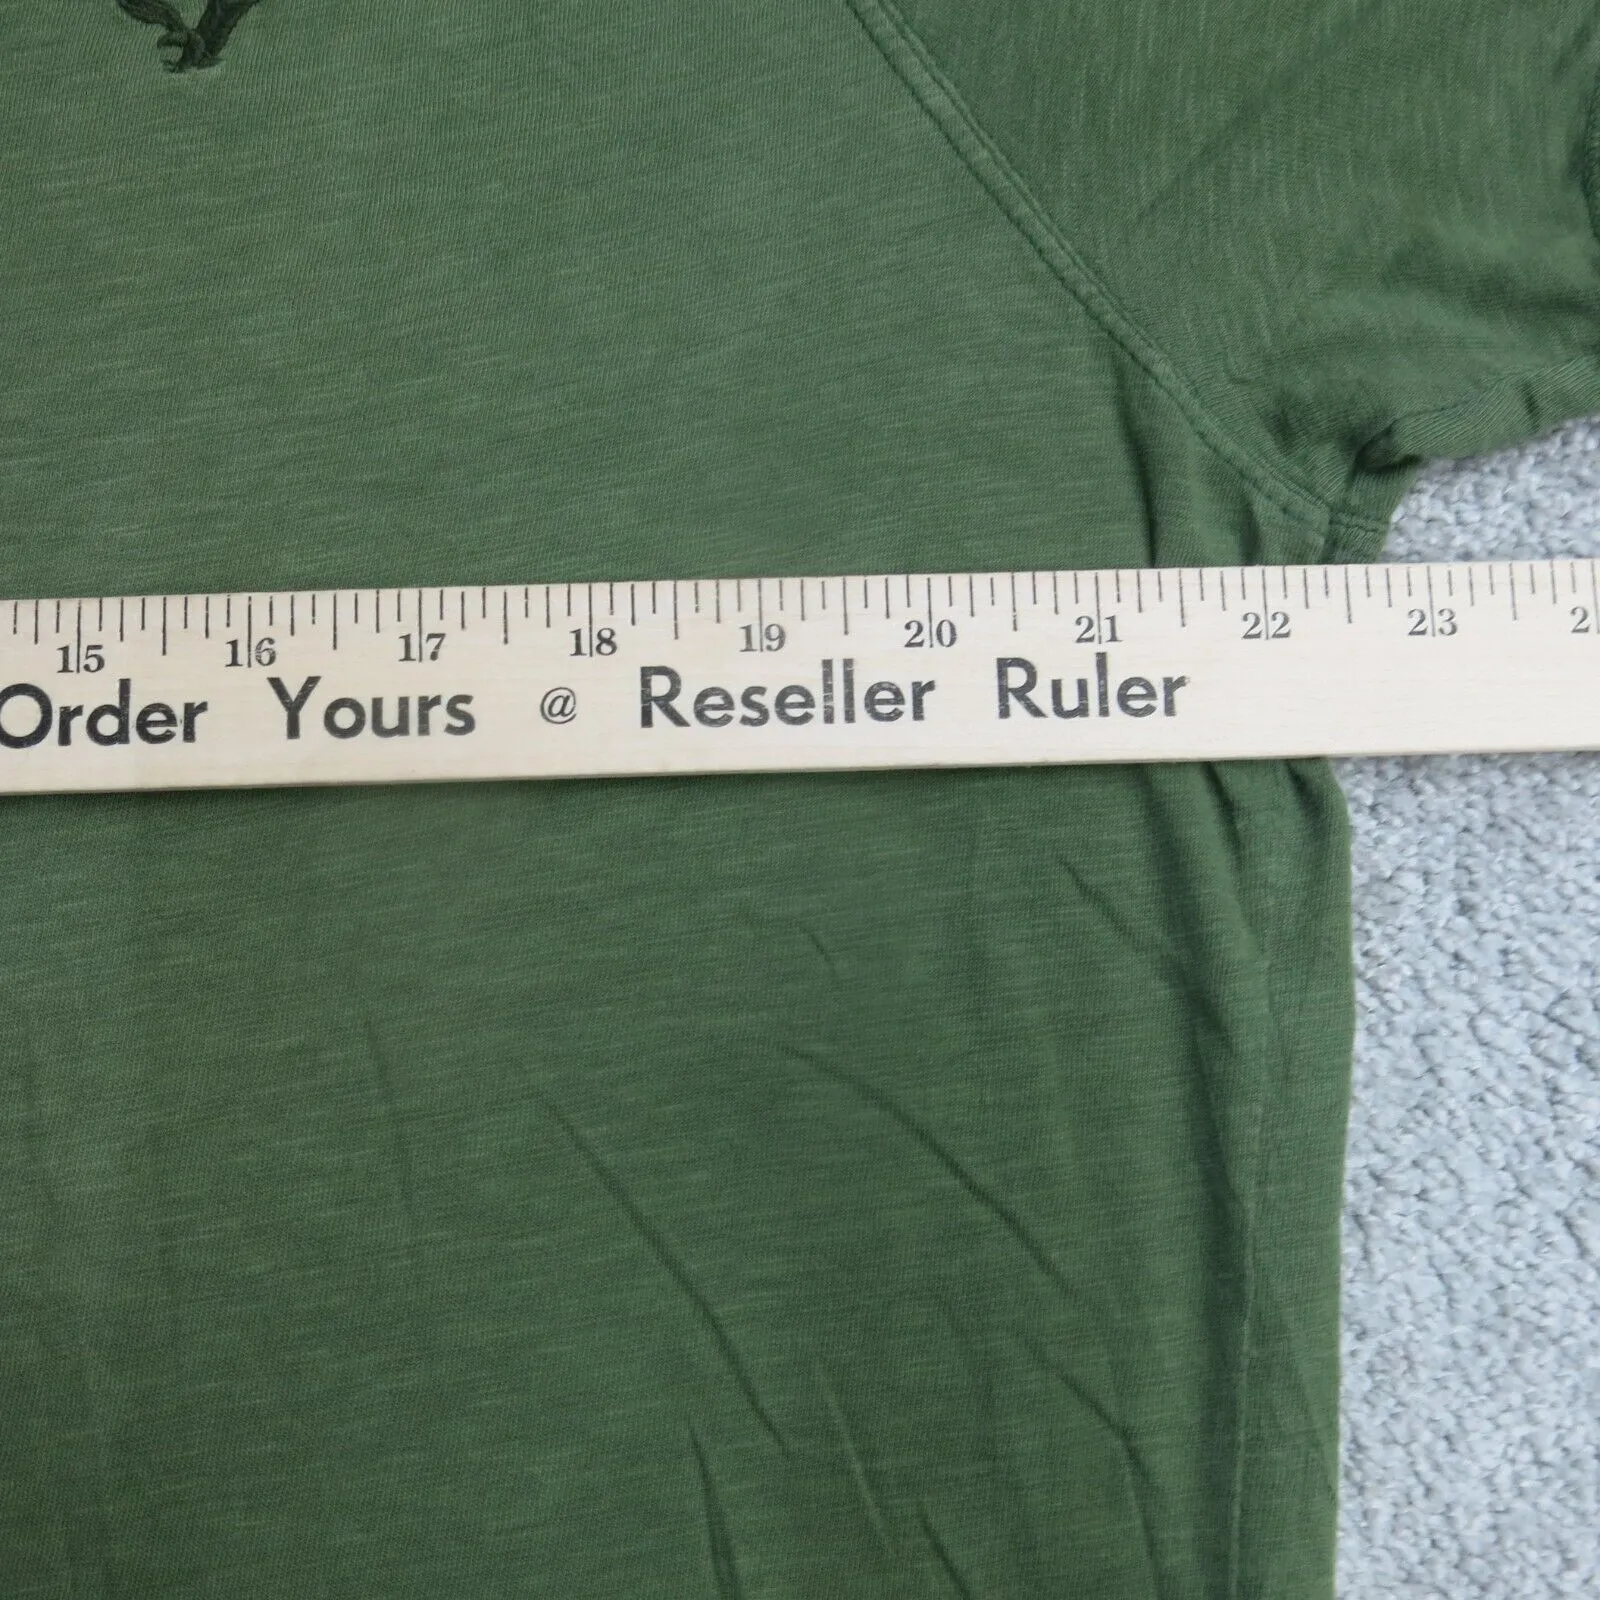 15 16 17 18 19 20 21 22 23
Order Yours @ Reseller Ruler